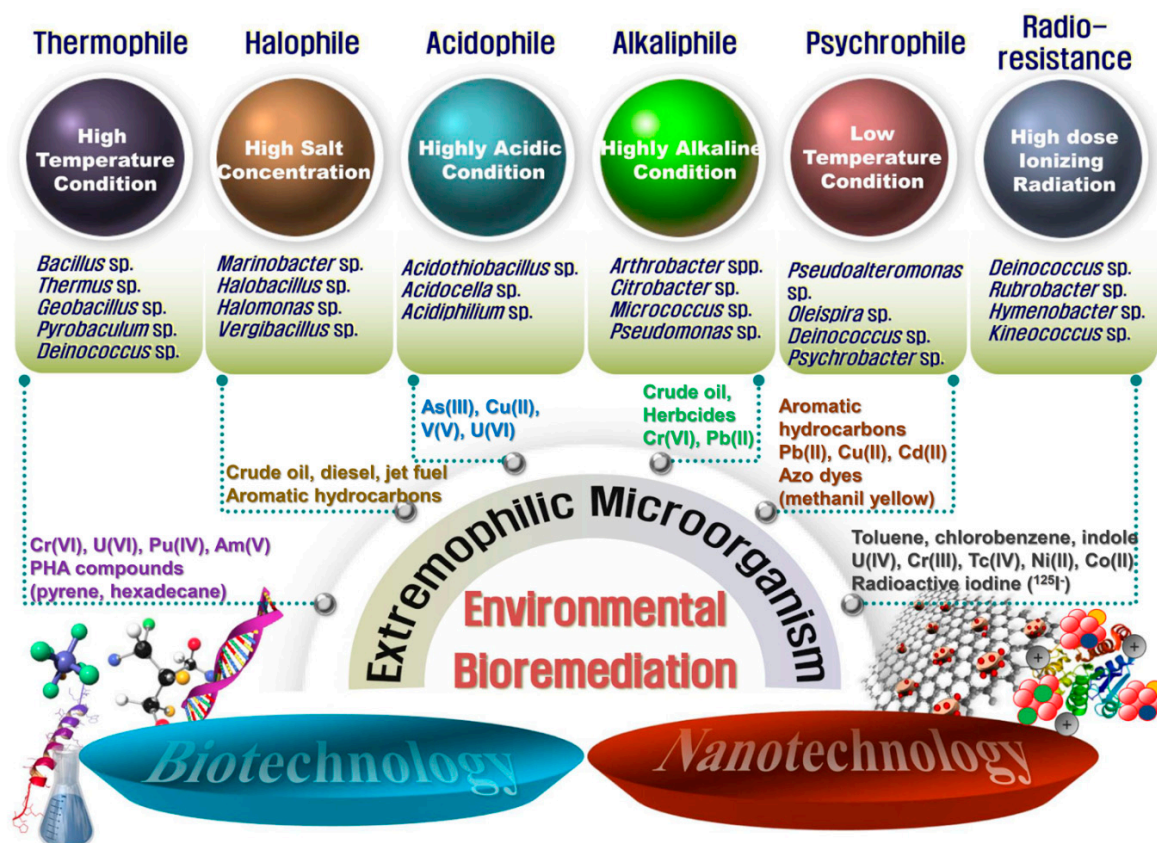 Thermophile
Halophile
Acidophile
Alkaliphile
Psychrophile
Radio-
resistance
High
Temperature
Condition
High Salt
Concentration
Highly Acidic
Condition
Highly Alkaline
Condition
Low
Temperature
Condition
High dose
Ionizing
Radiation
Bacillus sp.
Thermus sp.
Geobacillus sp.
Pyrobaculum sp.
Deinococcus sp.
Marinobacter sp.
Halobacillus sp.
Halomonas sp.
Vergibacillus sp.
Acidothiobacillus sp.
Acidocella sp.
Acidiphilium sp.
Arthrobacter spp.
Citrobacter sp.
Micrococcus sp.
Pseudomonas sp.
Pseudoalteromonas
sp.
Oleispira sp.
Deinococcus sp.
Psychrobacter sp.
Deinococcus sp.
Rubrobacter sp.
Hymenobacter sp.
Kineococcus sp.
Cr(VI), U(VI), Pu(IV), Am(V)
PHA compounds
(pyrene, hexadecane)
Crude oil, diesel, jet fuel
Aromatic hydrocarbons
As(III), Cu(II),
V(V), U(VI)
Crude oil,
Herbcides
Cr(VI), Pb(II)
Aromatic
hydrocarbons
Pb(II), Cu(II), Cd(II)
Azo dyes
(methanil yellow)
Toluene, chlorobenzene, indole
U(IV), Cr(III), Tc(IV), Ni(II), Co(II)
Radioactive iodine (¹²⁵I-)
Extremophilic Microorganism
Environmental
Bioremediation
+
+
+
+
Biotechnology
Nanotechnology